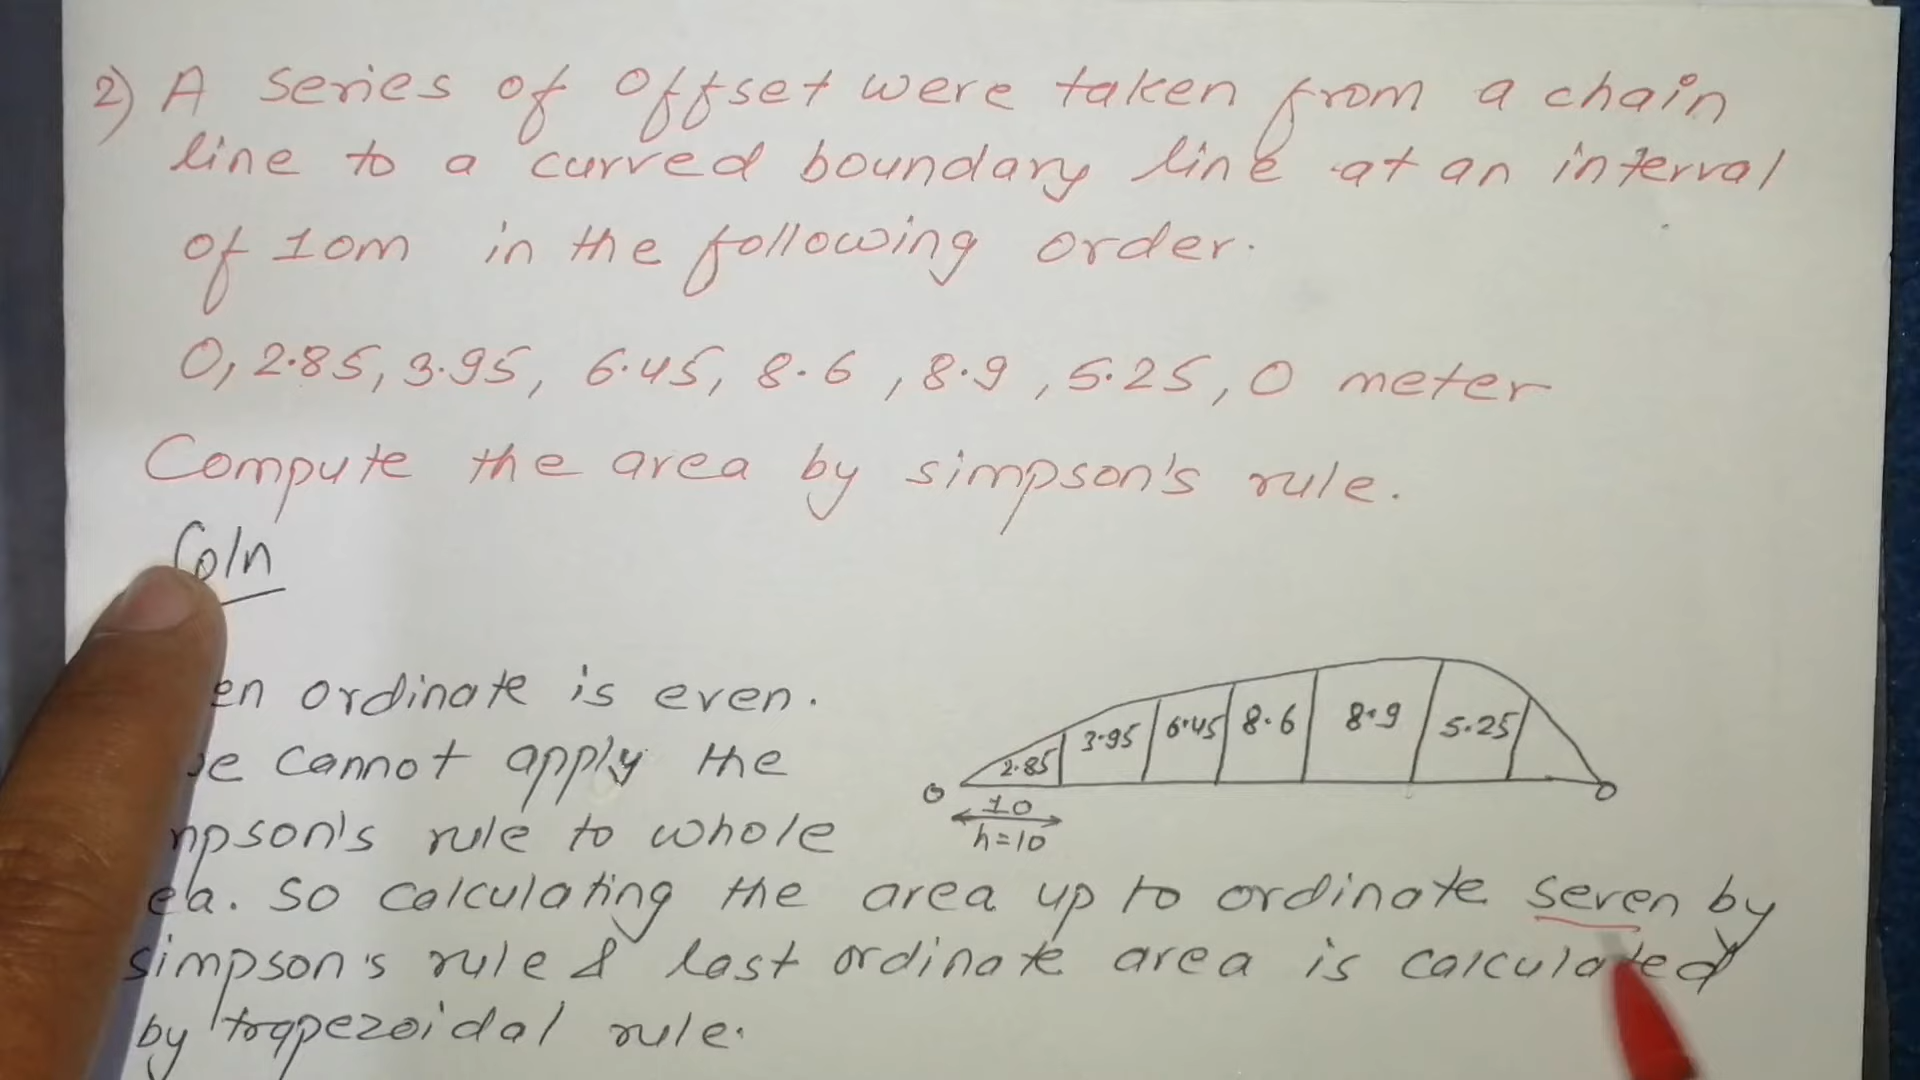 2) A series of offset were taken from a chain
line to a curved boundary line at an interval
of 10m in the following order.
0, 2.85, 3.95, 6.45, 8.6, 8.9, 5.25, 0 meter
Compute the area by simpson's rule.
Soln
en ordinate is even.
cannot apply the
mpson's rule to whole
ea. so calculating the area up to ordinate seven by
simpson's rule & last ordinate area is calculated
by trapezoidal rule.
0 2.85 3.95 6.45 8.6 8.9 5.25 0
10
h=10